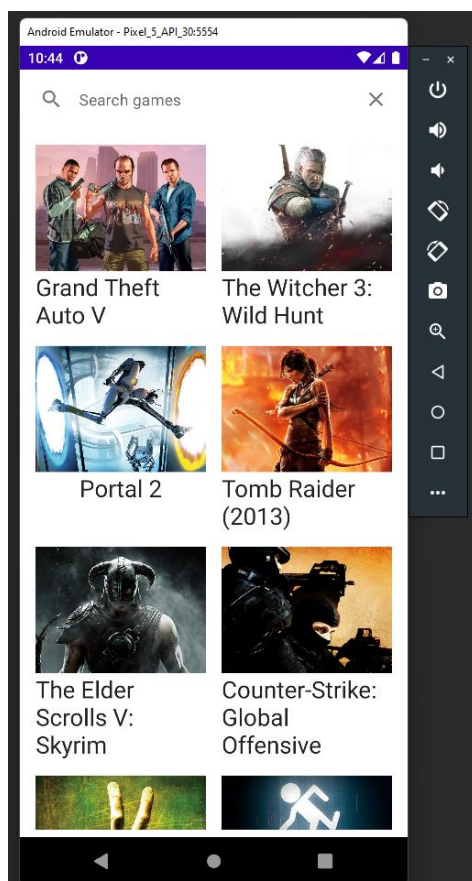 Android Emulator - Pixel_5_API_30:5554
10:44
Search games
Grand Theft
Auto V
The Witcher 3:
Wild Hunt
Portal 2
Tomb Raider
(2013)
The Elder
Scrolls V:
Skyrim
Counter-Strike:
Global
Offensive